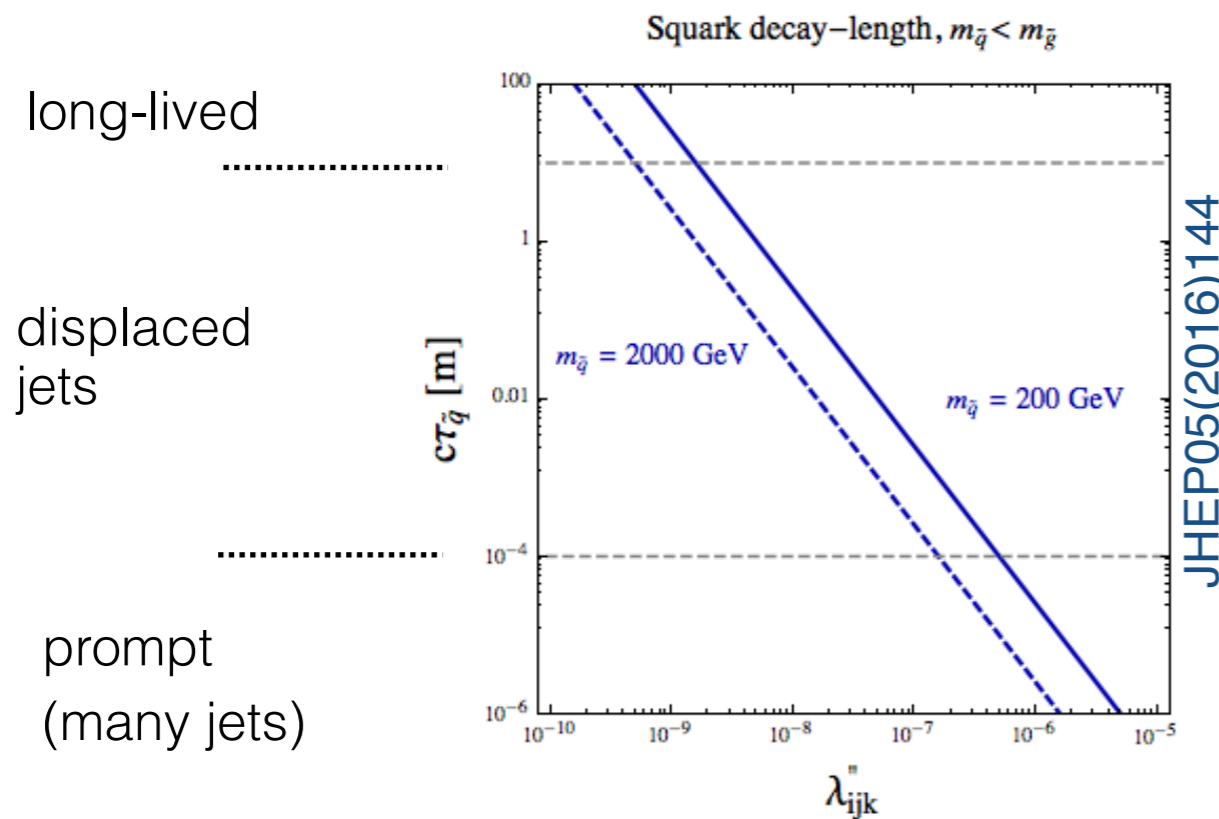 Squark decay−length, m_q̃ < m_g̃
long-lived
displaced
jets
prompt
(many jets)
100
1
0.01
10⁻⁴
10⁻⁶
cτ_q̃ [m]
m_q̃ = 2000 GeV
m_q̃ = 200 GeV
10⁻¹⁰ 10⁻⁹ 10⁻⁸ 10⁻⁷ 10⁻⁶ 10⁻⁵
λ''_ijk
JHEP05(2016)144